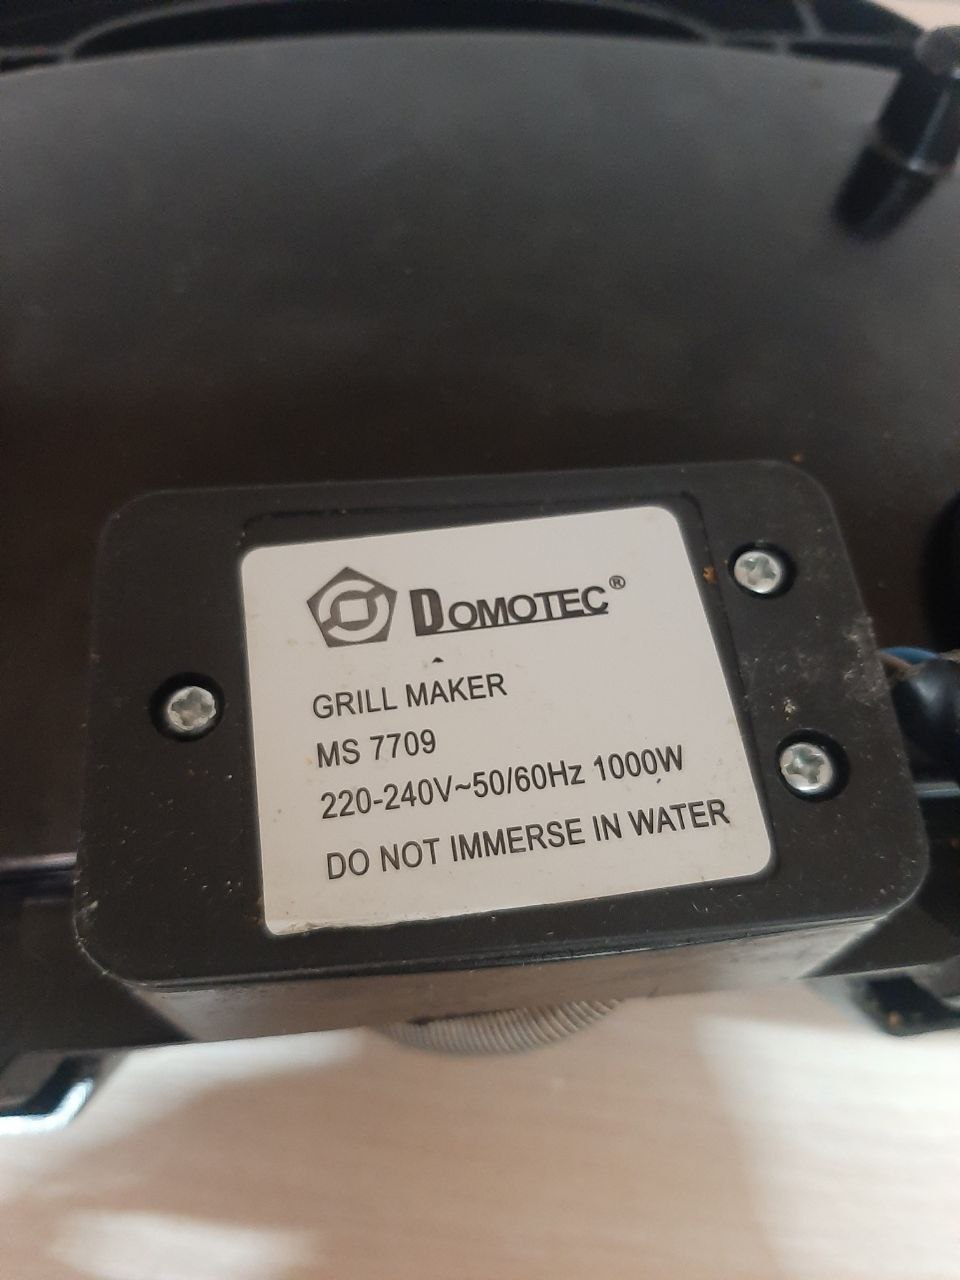 DOMOTEC®
GRILL MAKER
MS 7709
220-240V~50/60Hz 1000W
DO NOT IMMERSE IN WATER